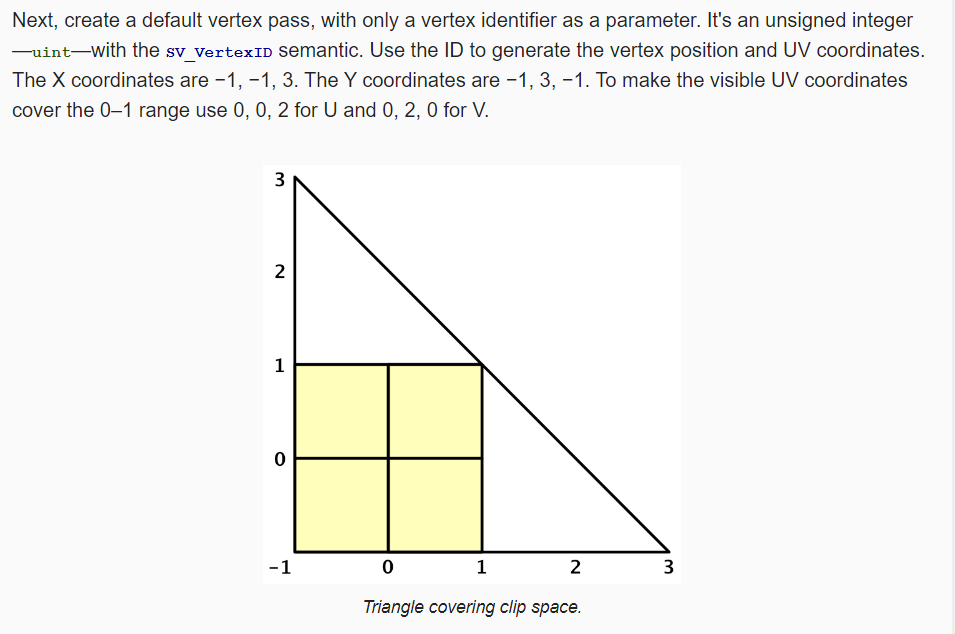 Next, create a default vertex pass, with only a vertex identifier as a parameter. It's an unsigned integer
—uint—with the SV_VertexID semantic. Use the ID to generate the vertex position and UV coordinates.
The X coordinates are −1, −1, 3. The Y coordinates are −1, 3, −1. To make the visible UV coordinates
cover the 0–1 range use 0, 0, 2 for U and 0, 2, 0 for V.
3
2
1
0
-1 0 1 2 3
Triangle covering clip space.